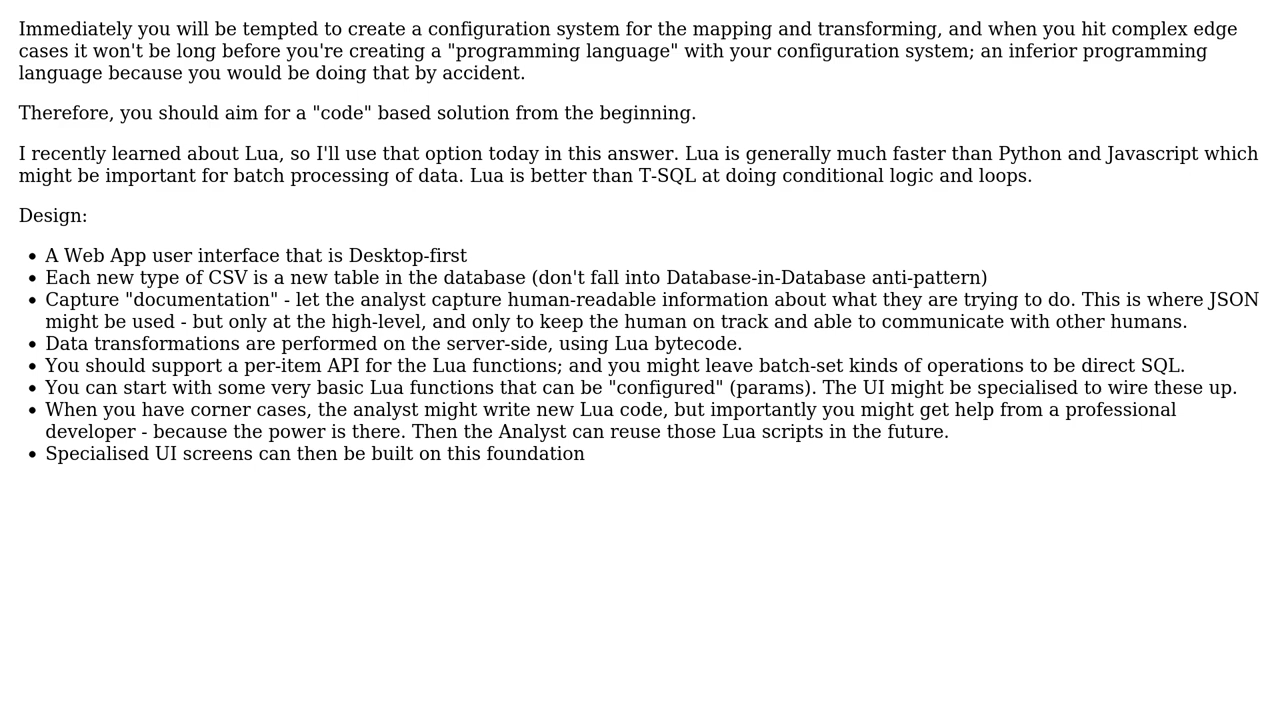 Immediately you will be tempted to create a configuration system for the mapping and transforming, and when you hit complex edge
cases it won't be long before you're creating a "programming language" with your configuration system; an inferior programming
language because you would be doing that by accident.
Therefore, you should aim for a "code" based solution from the beginning.
I recently learned about Lua, so I'll use that option today in this answer. Lua is generally much faster than Python and Javascript which
might be important for batch processing of data. Lua is better than T-SQL at doing conditional logic and loops.
Design:
• A Web App user interface that is Desktop-first
• Each new type of CSV is a new table in the database (don't fall into Database-in-Database anti-pattern)
• Capture "documentation" - let the analyst capture human-readable information about what they are trying to do. This is where JSON
might be used - but only at the high-level, and only to keep the human on track and able to communicate with other humans.
• Data transformations are performed on the server-side, using Lua bytecode.
• You should support a per-item API for the Lua functions; and you might leave batch-set kinds of operations to be direct SQL.
• You can start with some very basic Lua functions that can be "configured" (params). The UI might be specialised to wire these up.
• When you have corner cases, the analyst might write new Lua code, but importantly you might get help from a professional
developer - because the power is there. Then the Analyst can reuse those Lua scripts in the future.
• Specialised UI screens can then be built on this foundation